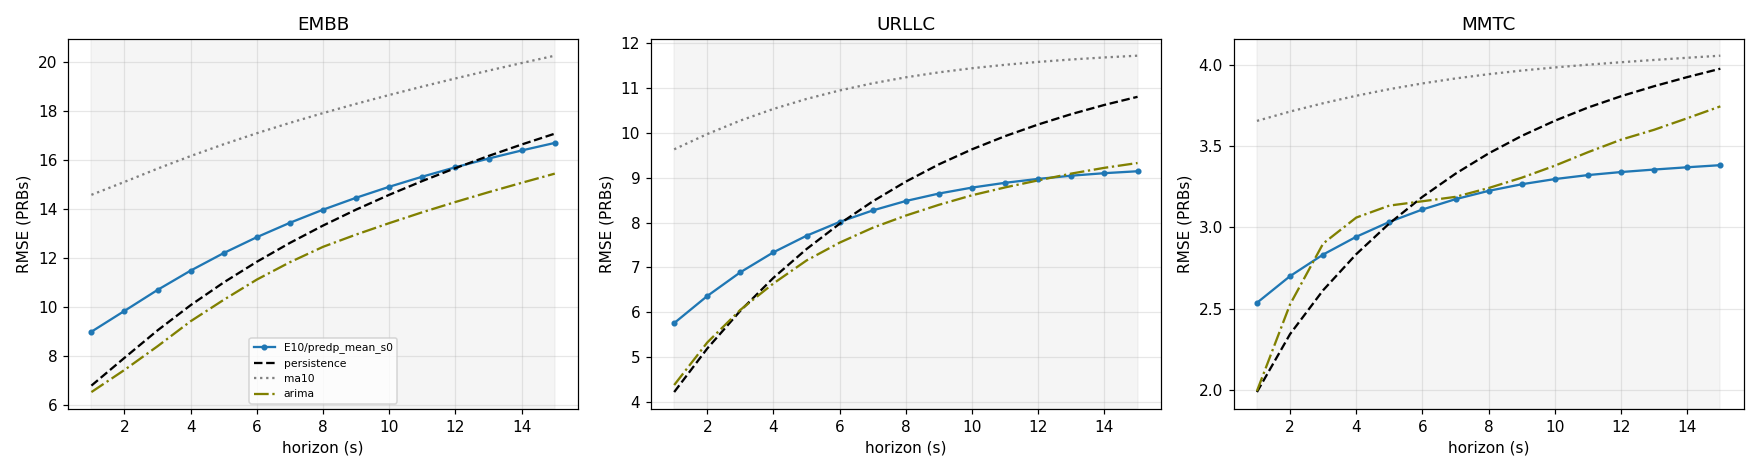 EMBB
RMSE (PRBs)
20
18
16
14
12
10
8
6
2 4 6 8 10 12 14
horizon (s)
E10/predp_mean_s0
persistence
ma10
arima
URLLC
RMSE (PRBs)
12
11
10
9
8
7
6
5
4
2 4 6 8 10 12 14
horizon (s)
MMTC
RMSE (PRBs)
4.0
3.5
3.0
2.5
2.0
2 4 6 8 10 12 14
horizon (s)